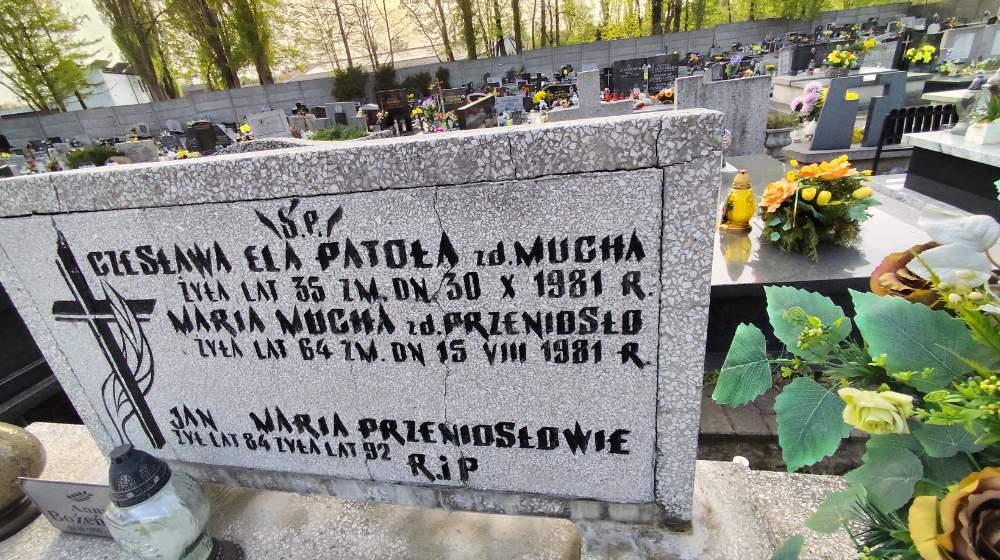 Ś.P.
CZESŁAWA ELA PATOŁA zd. MUCHA
ŻYŁA LAT 35 ZM. DN. 30 X 1981 R.
MARIA MUCHA zd. PRZENIOSŁO
ŻYŁA LAT 64 ZM. DN 15 VIII 1981 R.
JAN MARIA PRZENIOSŁOWIE
ŻYŁ LAT 84 ŻYŁA LAT 92
R.i P
Anna